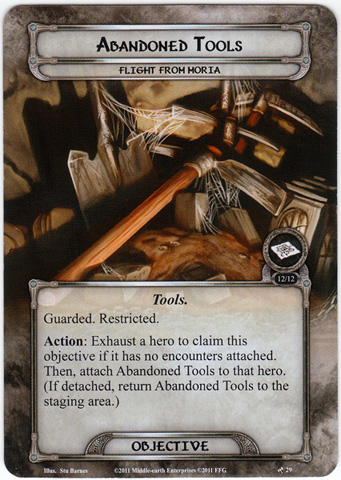 Abandoned Tools
Flight from Moria
12/12
Tools.
Guarded. Restricted.
Action: Exhaust a hero to claim this
objective if it has no encounters attached.
Then, attach Abandoned Tools to that hero.
(If detached, return Abandoned Tools to the
staging area.)
Objective
Illus. Stu Barnes ©2011 Middle-earth Enterprises ©2011 FFG 29